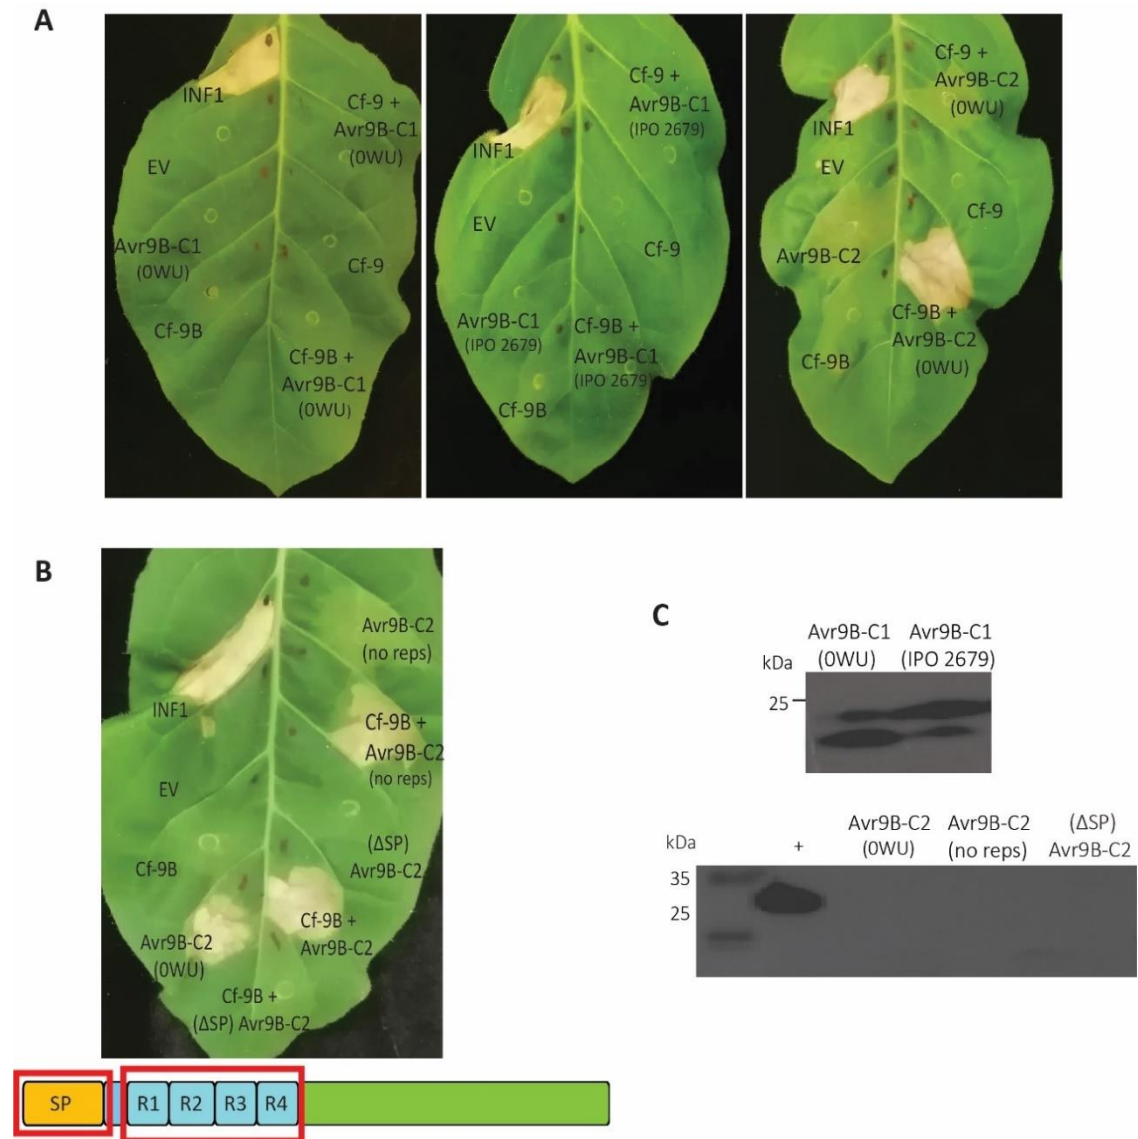 A
INF1
EV
Avr9B-C1
(0WU)
Cf-9B
Cf-9 +
Avr9B-C1
(0WU)
Cf-9
Cf-9B +
Avr9B-C1
(0WU)
INF1
EV
Avr9B-C1
(IPO 2679)
Cf-9B
Cf-9 +
Avr9B-C1
(IPO 2679)
Cf-9
Cf-9B +
Avr9B-C1
(IPO 2679)
INF1
EV
Avr9B-C2
Cf-9B
Cf-9 +
Avr9B-C2
(0WU)
Cf-9
Cf-9B +
Avr9B-C2
(0WU)
B
INF1
EV
Cf-9B
Avr9B-C2
(0WU)
Avr9B-C2
(no reps)
Cf-9B +
Avr9B-C2
(no reps)
(ΔSP)
Avr9B-C2
Cf-9B +
Avr9B-C2
Cf-9B +
(ΔSP) Avr9B-C2
SP R1 R2 R3 R4
C
Avr9B-C1 Avr9B-C1
kDa (0WU) (IPO 2679)
25
Avr9B-C2 Avr9B-C2 (ΔSP)
kDa + (0WU) (no reps) Avr9B-C2
35
25